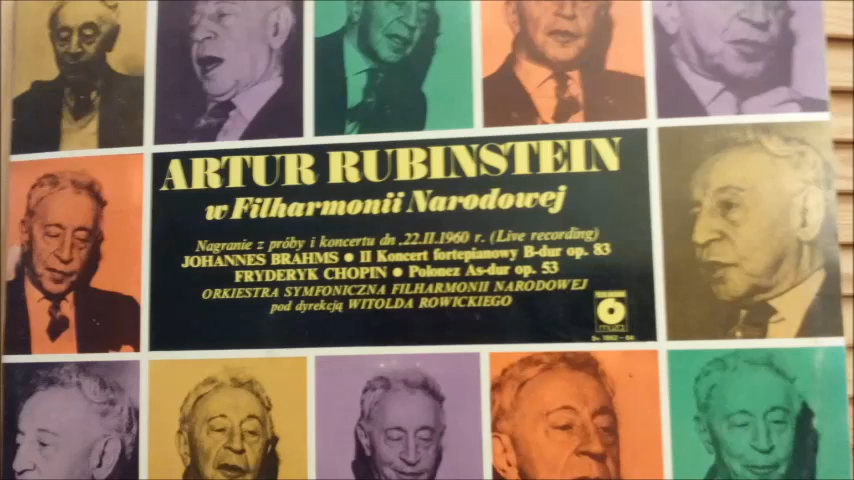 ARTUR RUBINSTEIN
w Filharmonii Narodowej
Nagranie z próby i koncertu dn. 22.II.1960 r. (Live recording)
JOHANNES BRAHMS ● II Koncert fortepianowy B-dur op. 83
FRYDERYK CHOPIN ● Polonez As-dur op. 53
ORKIESTRA SYMFONICZNA FILHARMONII NARODOWEJ
pod dyrekcją WITOLDA ROWICKIEGO
muza